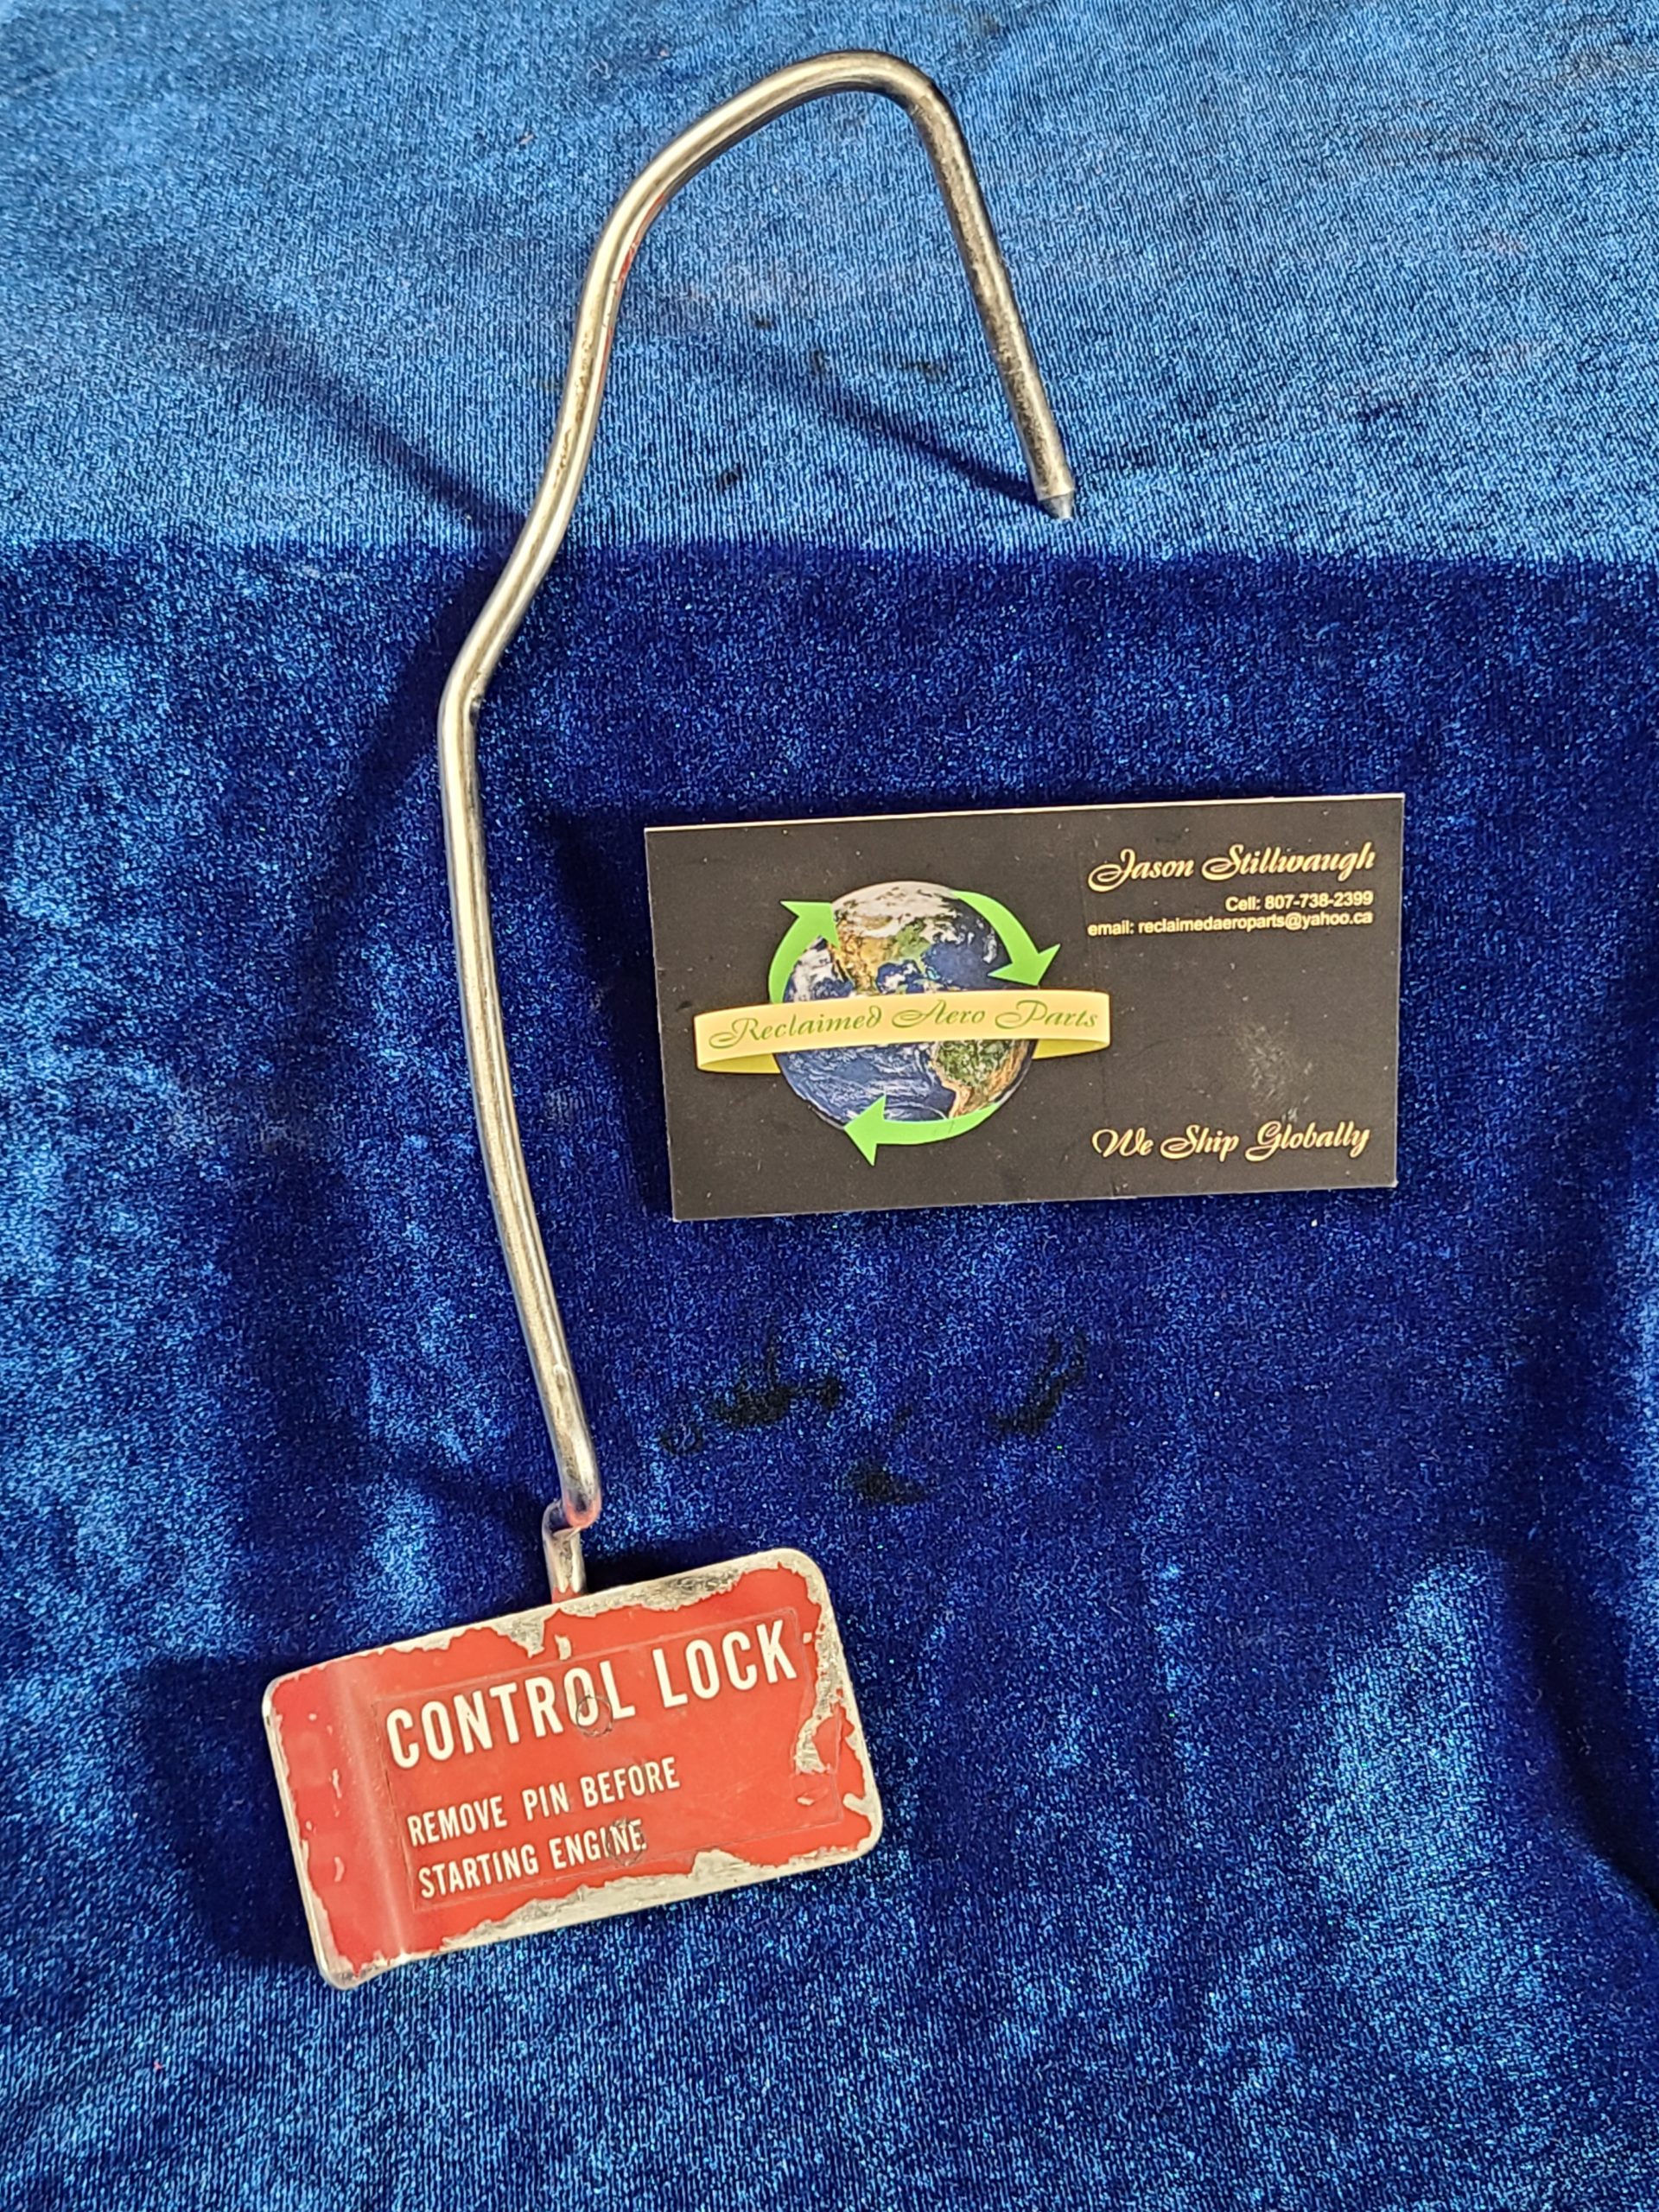 Jason Stillwaugh
Cell: 807-738-2399
email: reclaimedaeroparts@yahoo.ca
Reclaimed Aero Parts
We Ship Globally
CONTROL LOCK
REMOVE PIN BEFORE
STARTING ENGINE